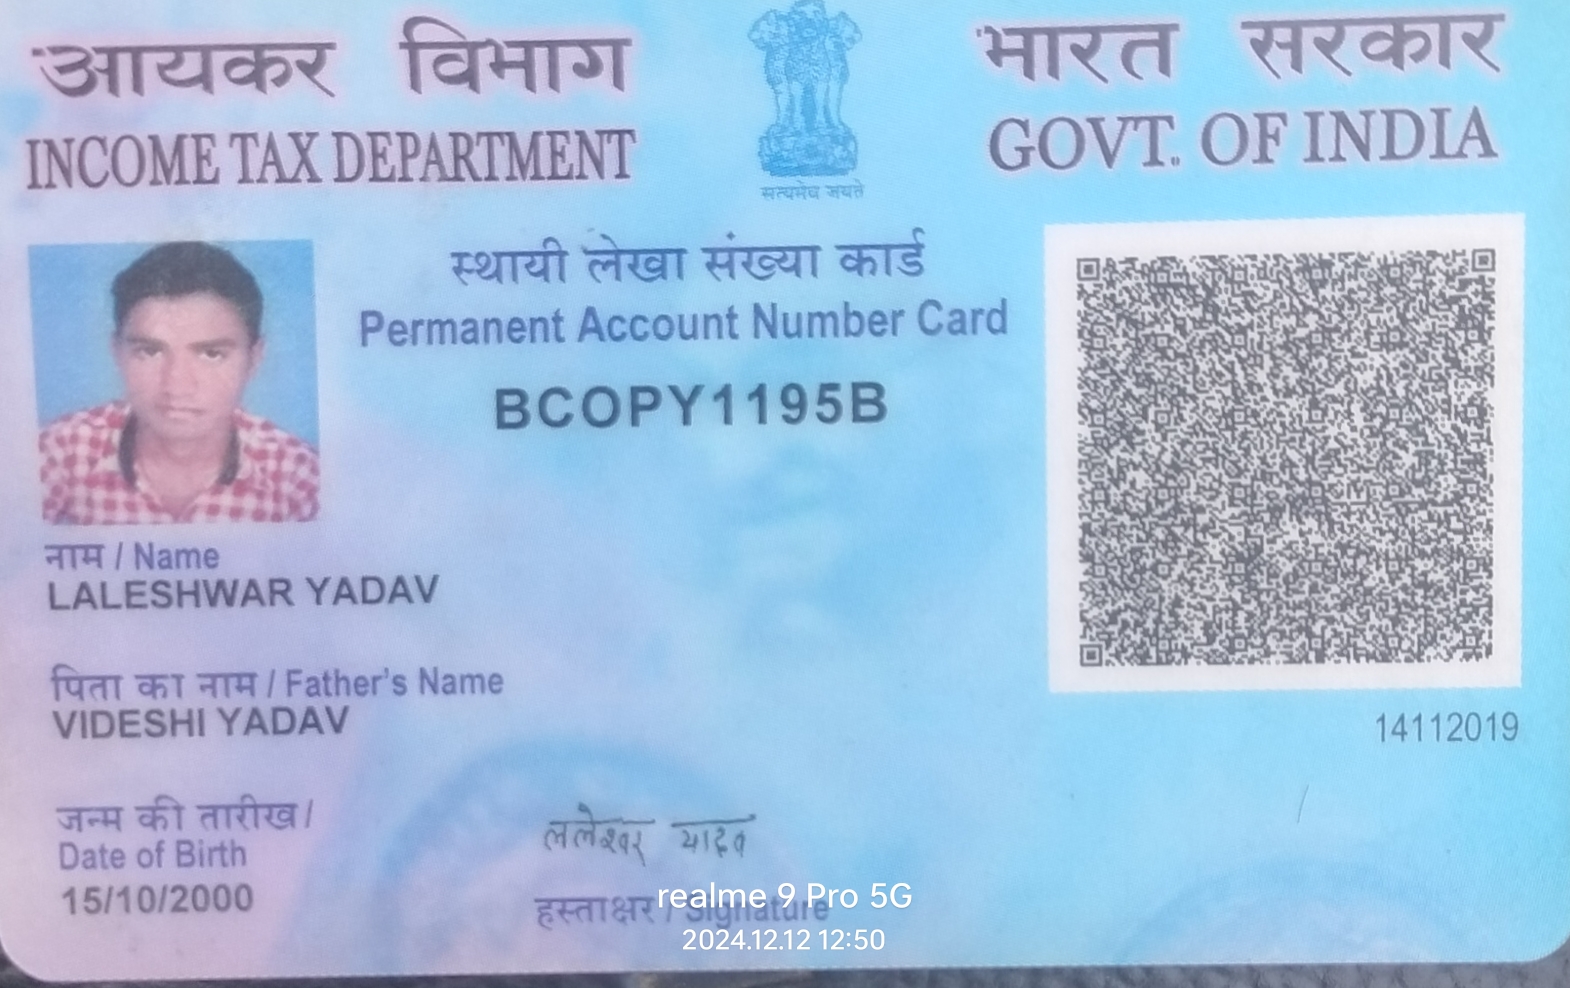 आयकर विभाग
INCOME TAX DEPARTMENT
सत्यमेव जयते
भारत सरकार
GOVT. OF INDIA
स्थायी लेखा संख्या कार्ड
Permanent Account Number Card
BCOPY1195B
नाम / Name
LALESHWAR YADAV
पिता का नाम / Father's Name
VIDESHI YADAV
14112019
जन्म की तारीख /
Date of Birth
15/10/2000
ललेश्वर यादव
हस्ताक्षर / Signature
realme 9 Pro 5G
2024.12.12 12:50